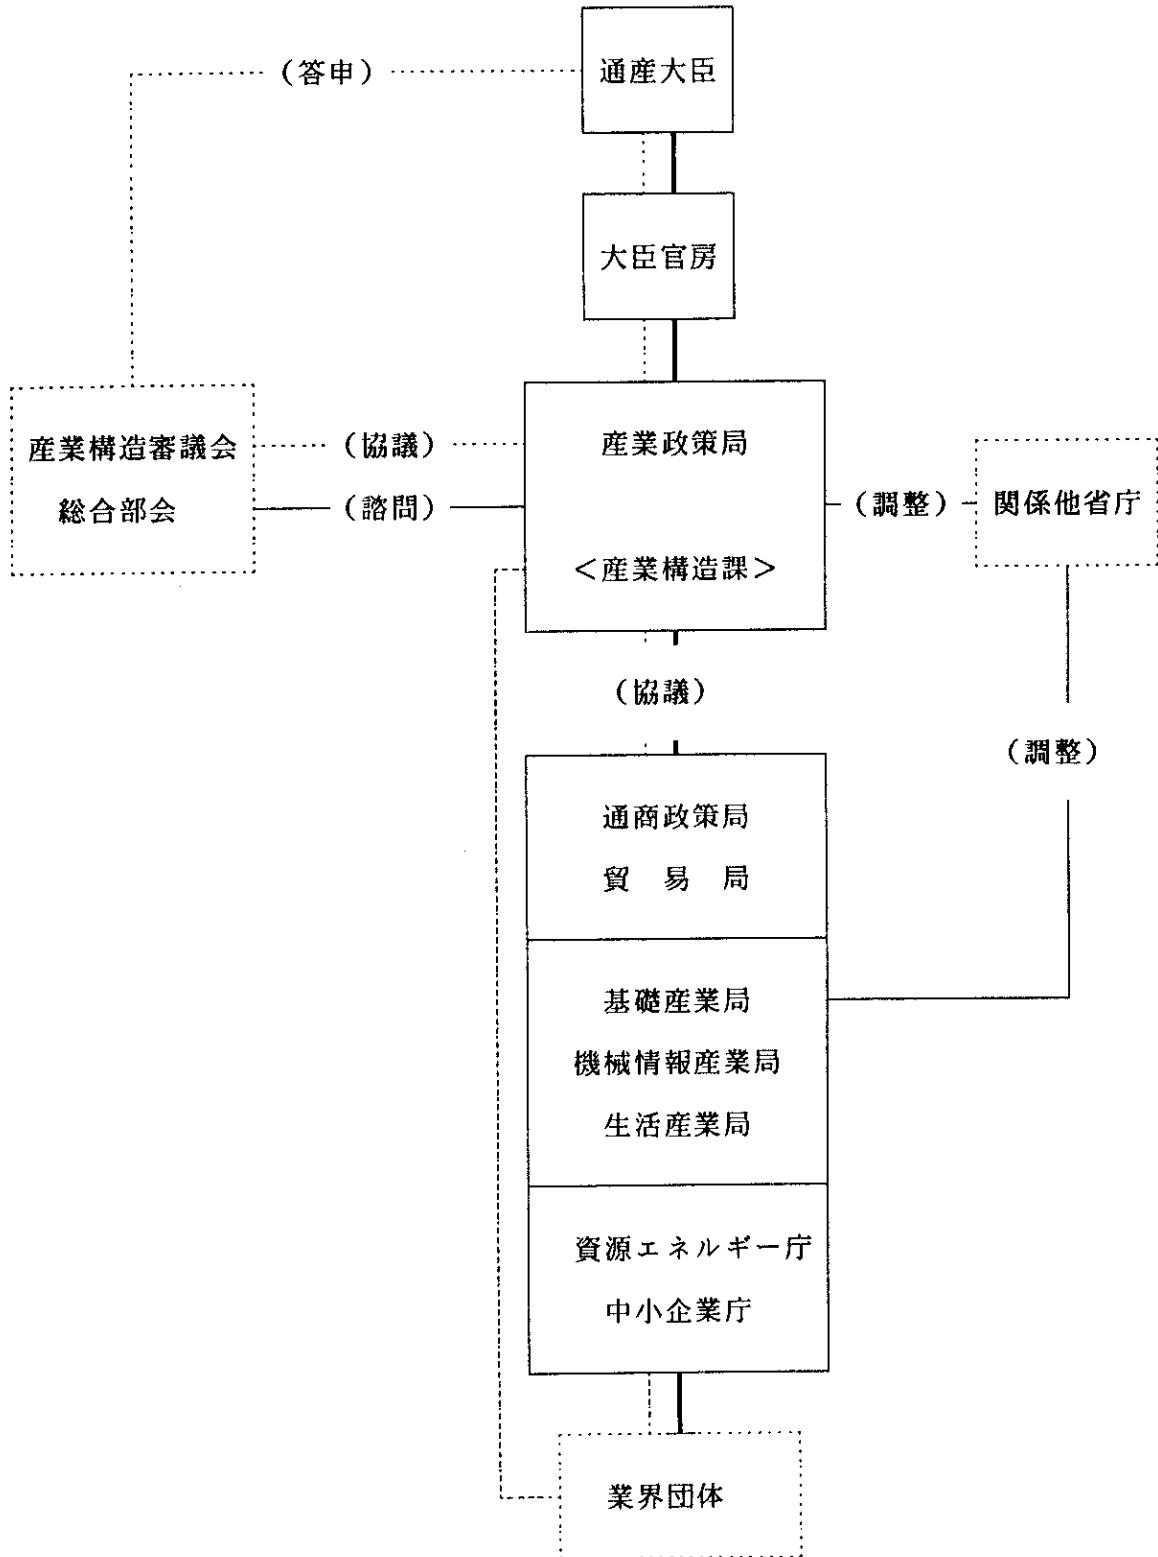 (答申)
通産大臣
大臣官房
産業構造審議会
総合部会
(協議)
(諮問)
産業政策局
<産業構造課>
(調整)
関係他省庁
(協議)
(調整)
通商政策局
貿 易 局
基礎産業局
機械情報産業局
生活産業局
資源エネルギー庁
中小企業庁
業界団体